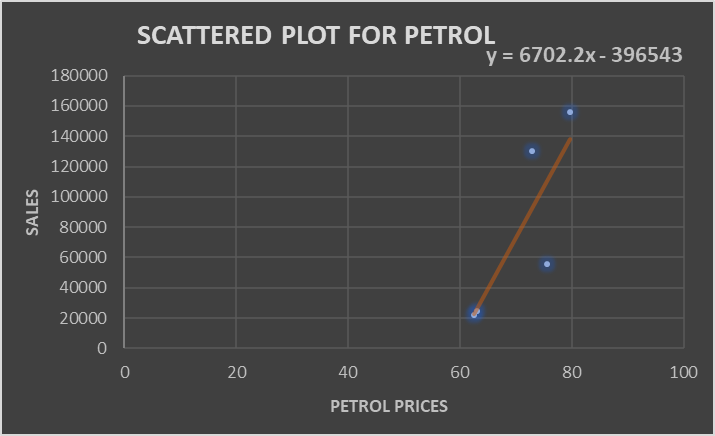 SCATTERED PLOT FOR PETROL
y = 6702.2x - 396543
180000
160000
140000
120000
100000
80000
60000
40000
20000
0
SALES
0 20 40 60 80 100
PETROL PRICES